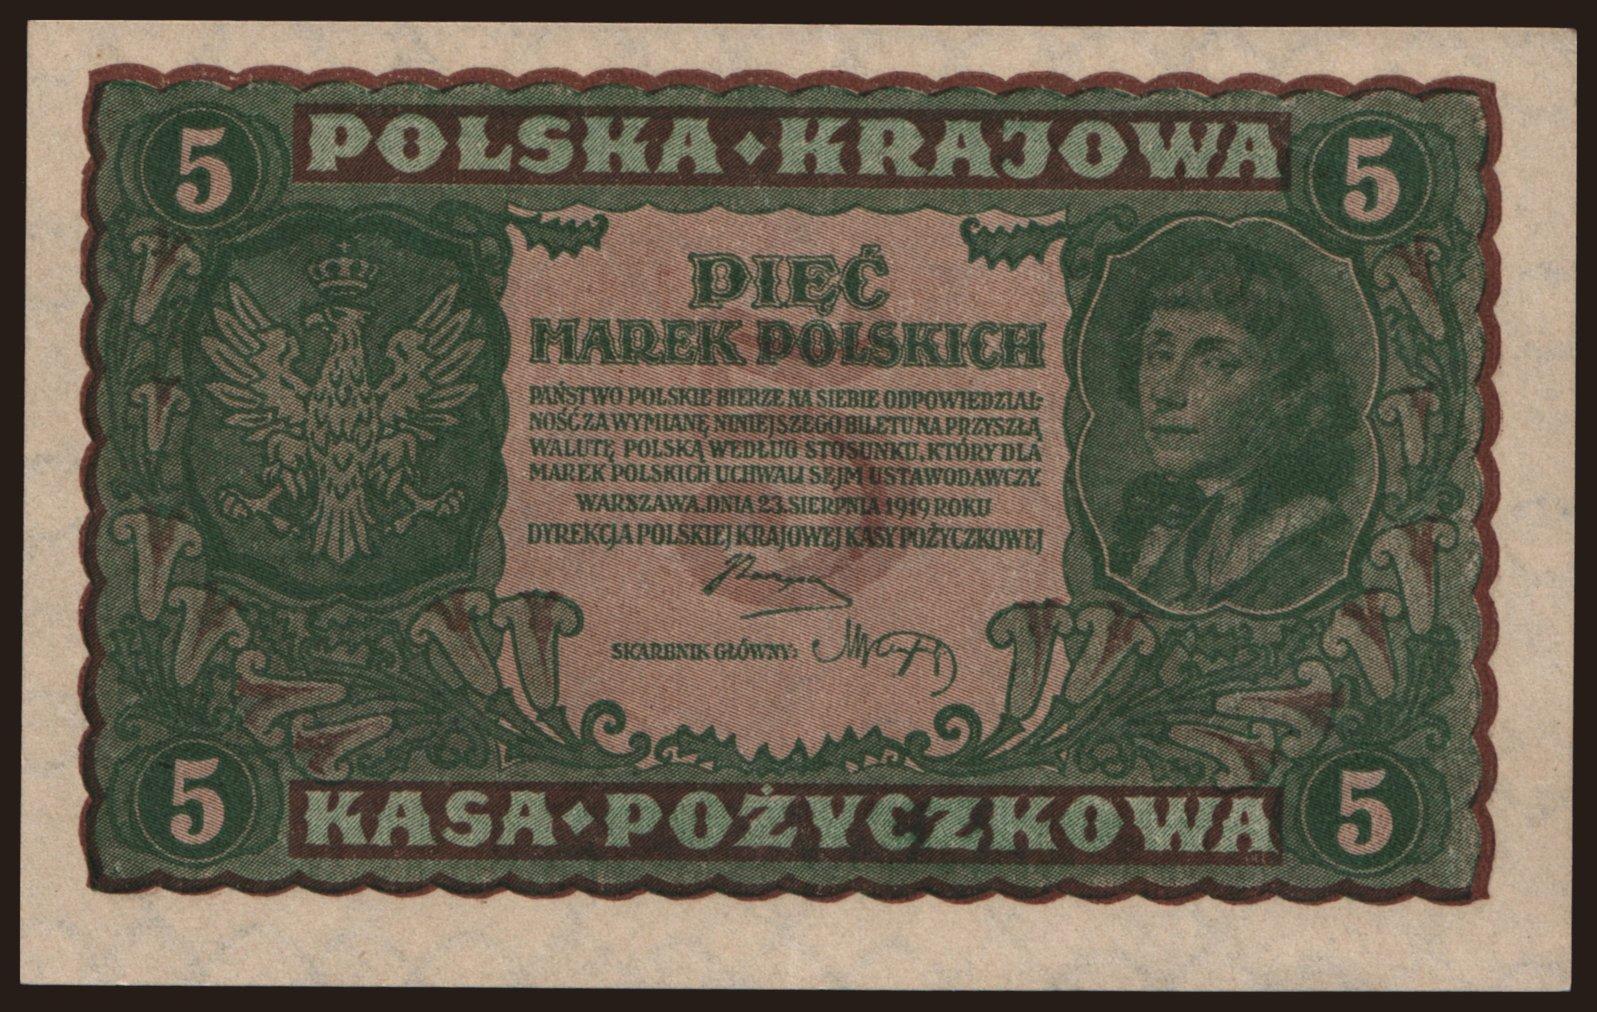 5 POLSKA • KRAJOWA 5
PIĘĆ
MAREK POLSKICH
PAŃSTWO POLSKIE BIERZE NA SIEBIE ODPOWIEDZIAL-
NOŚĆ ZA WYMIANĘ NINIEJSZEGO BILETU NA PRZYSZŁĄ
WALUTĘ POLSKĄ WEDŁUG STOSUNKU, KTÓRY DLA
MAREK POLSKICH UCHWALI SEJM USTAWODAWCZY.
WARSZAWA, DNIA 23. SIERPNIA 1919 ROKU
DYREKCJA POLSKIEJ KRAJOWEJ KASY POŻYCZKOWEJ
SKARBNIK GŁÓWNY:
5 KASA • POŻYCZKOWA 5